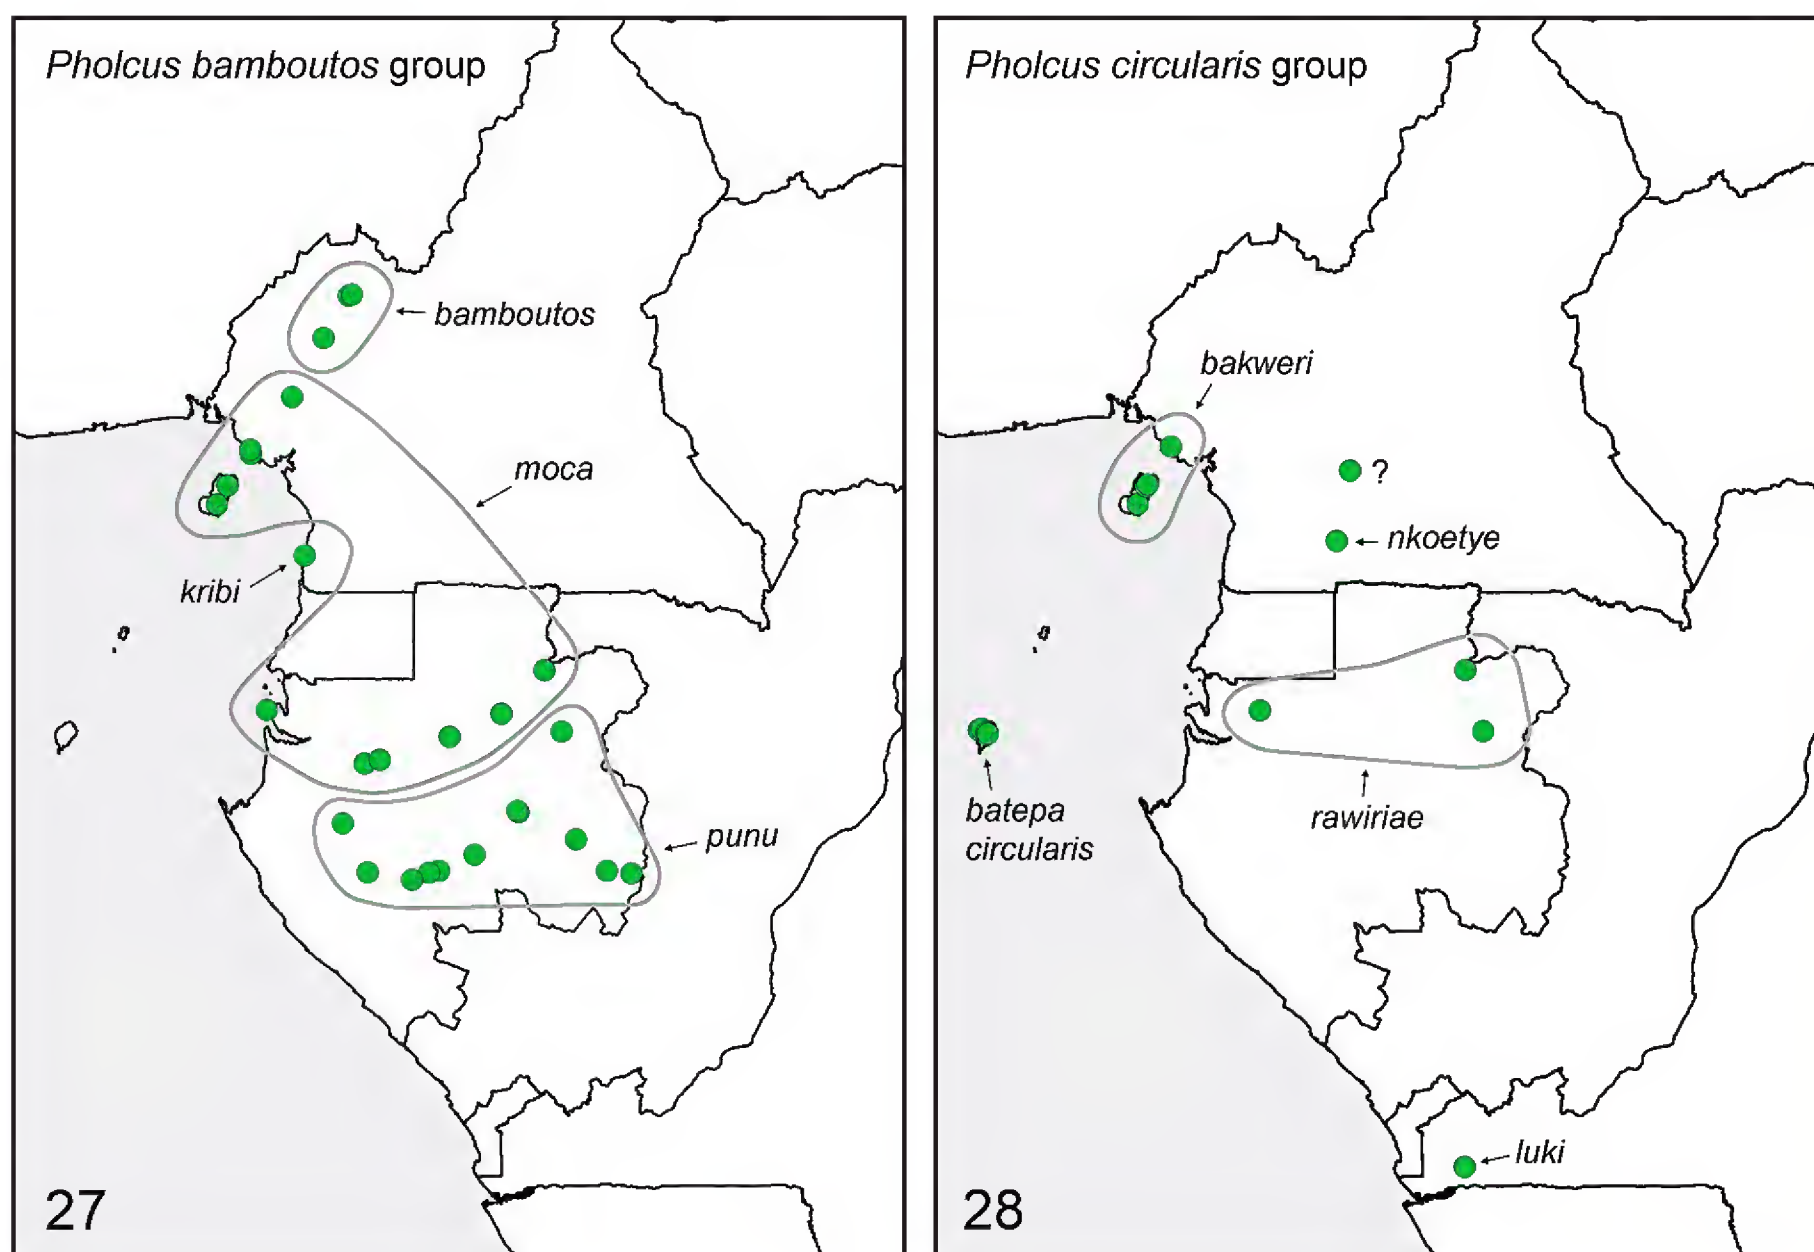 Pholcus bamboutos group
bamboutos
moca
kribi
punu
27
Pholcus circularis group
bakweri
?
nkoetye
batepa
circularis
rawiriae
luki
28